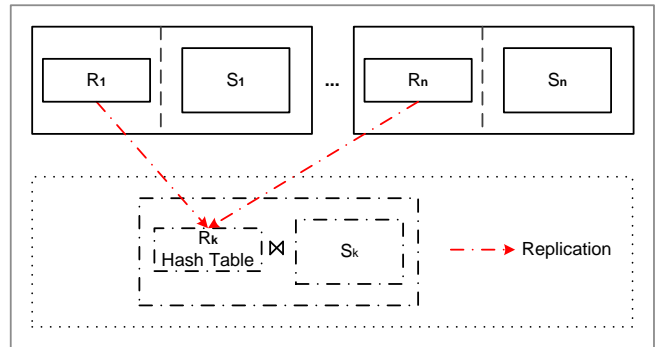 R1
S1
...
Rn
Sn
Rk
Hash Table
⋈
Sk
Replication